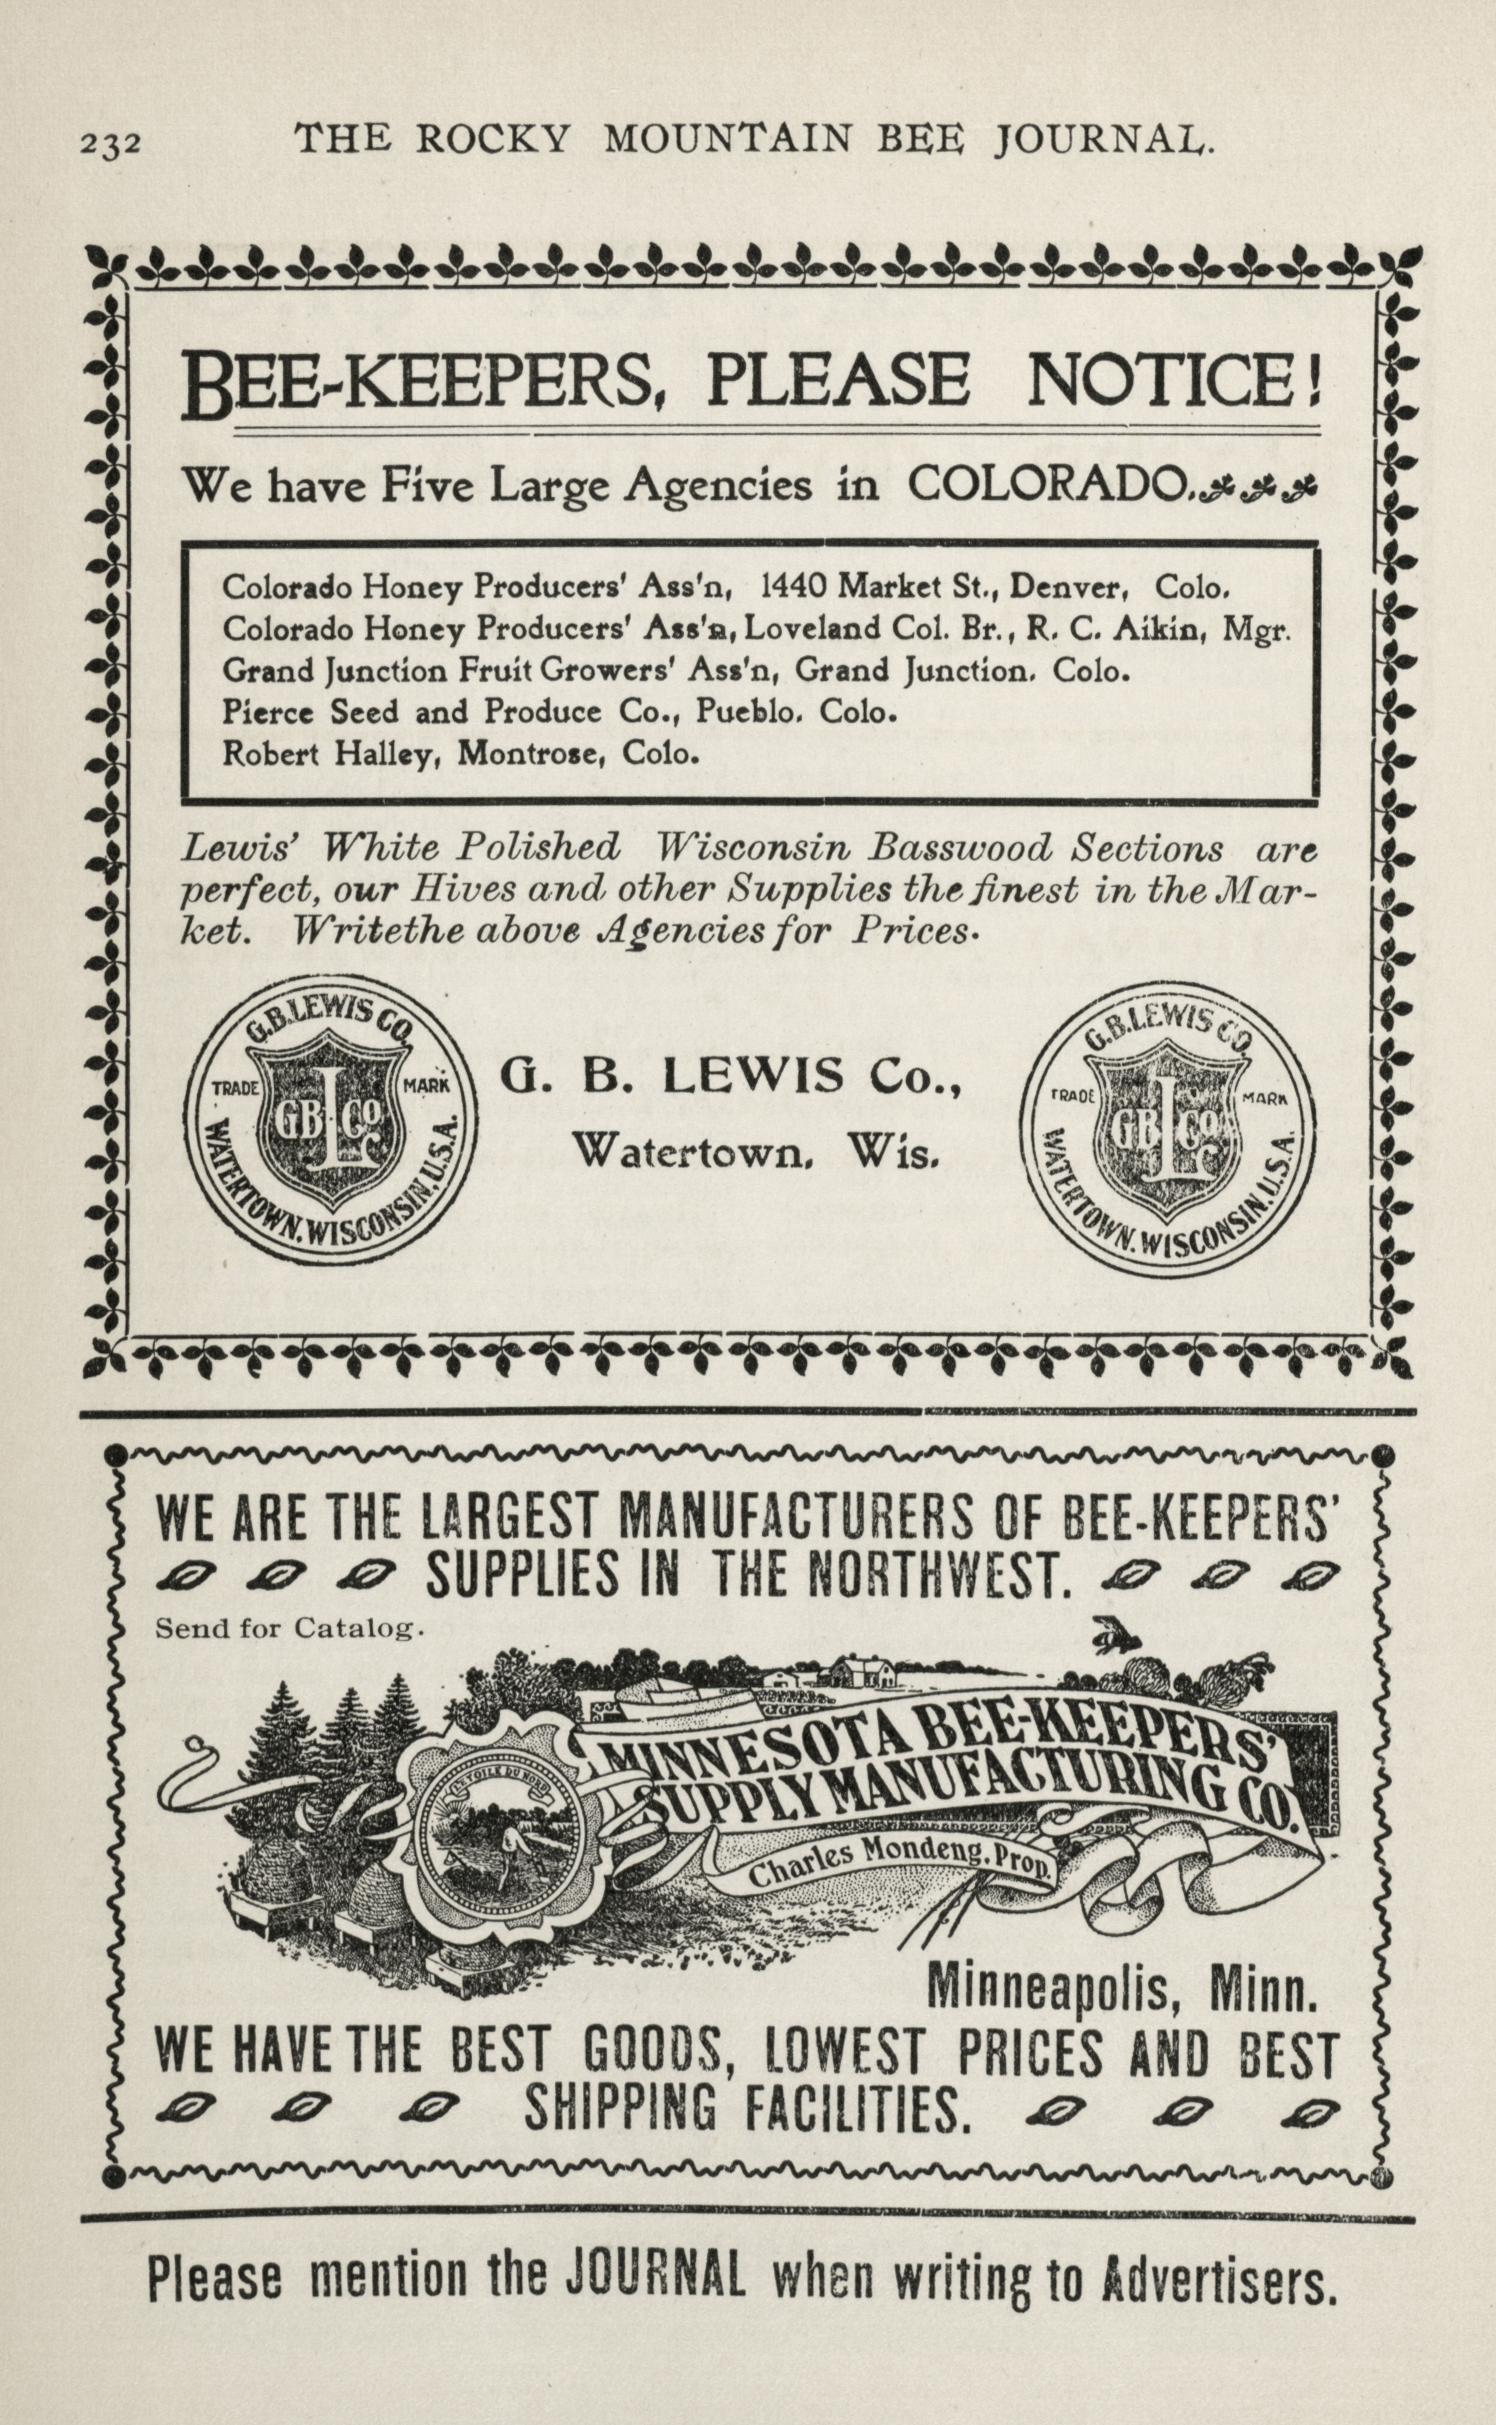 232 THE ROCKY MOUNTAIN BEE JOURNAL.
BEE-KEEPERS, PLEASE NOTICE!
We have Five Large Agencies in COLORADO.
Colorado Honey Producers' Ass'n, 1440 Market St., Denver, Colo.
Colorado Honey Producers' Ass'n, Loveland Col. Br., R. C. Aikin, Mgr.
Grand Junction Fruit Growers' Ass'n, Grand Junction. Colo.
Pierce Seed and Produce Co., Pueblo. Colo.
Robert Halley, Montrose, Colo.
Lewis' White Polished Wisconsin Basswood Sections are
perfect, our Hives and other Supplies the finest in the Mar-
ket. Writethe above Agencies for Prices.
G.B. LEWIS CO.
TRADE MARK
GB L Co
WATERTOWN. WISCONSIN. U.S.A.
G. B. LEWIS Co.,
Watertown. Wis.
G.B. LEWIS CO.
TRADE MARK
GB L Co
WATERTOWN. WISCONSIN. U.S.A.
WE ARE THE LARGEST MANUFACTURERS OF BEE-KEEPERS'
SUPPLIES IN THE NORTHWEST.
Send for Catalog.
MINNESOTA BEE-KEEPERS'
SUPPLY MANUFACTURING CO.
L'ETOILE DU NORD
Charles Mondeng. Prop.
Minneapolis, Minn.
WE HAVE THE BEST GOODS, LOWEST PRICES AND BEST
SHIPPING FACILITIES.
Please mention the JOURNAL when writing to Advertisers.